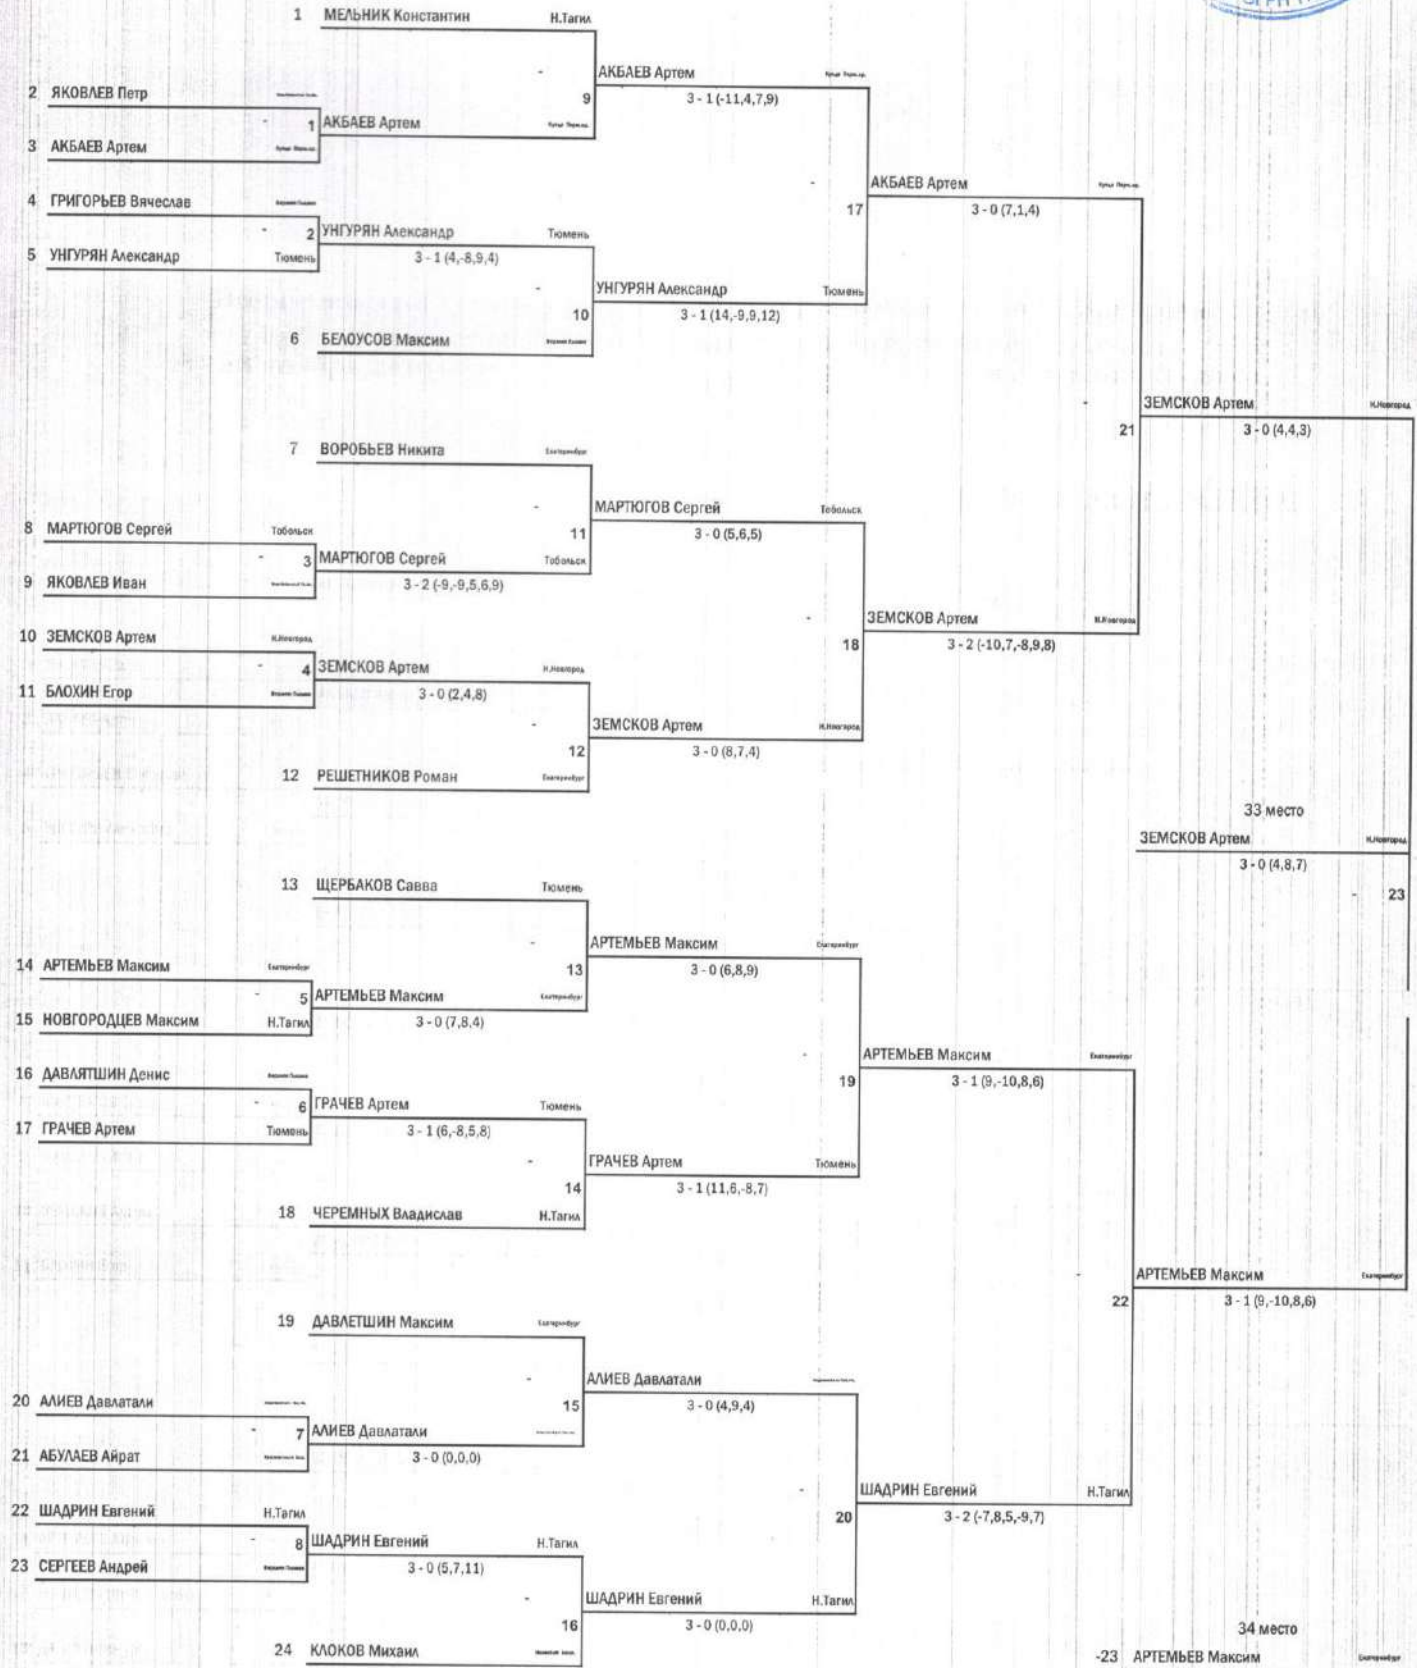 1 МЕЛЬНИК Константин Н.Тагил
АКБАЕВ Артем
2 ЯКОВЛЕВ Петр
9 3 - 1 (-11,4,7,9)
1 АКБАЕВ Артем
3 АКБАЕВ Артем
АКБАЕВ Артем
4 ГРИГОРЬЕВ Вячеслав
17 3 - 0 (7,1,4)
2 УНГУРЯН Александр Тюмень
5 УНГУРЯН Александр Тюмень
3 - 1 (4,-8,9,4)
УНГУРЯН Александр Тюмень
10 3 - 1 (14,-9,9,12)
6 БЕЛОУСОВ Максим
ЗЕМСКОВ Артем Н.Новгород
21 3 - 0 (4,4,3)
7 ВОРОБЬЕВ Никита Екатеринбург
МАРТЮГОВ Сергей Тобольск
8 МАРТЮГОВ Сергей Тобольск
11 3 - 0 (5,6,5)
3 МАРТЮГОВ Сергей Тобольск
9 ЯКОВЛЕВ Иван
3 - 2 (-9,-9,5,6,9)
ЗЕМСКОВ Артем Н.Новгород
10 ЗЕМСКОВ Артем Н.Новгород
18 3 - 2 (-10,7,-8,9,8)
4 ЗЕМСКОВ Артем Н.Новгород
11 БЛОХИН Егор
3 - 0 (2,4,8)
ЗЕМСКОВ Артем Н.Новгород
12 3 - 0 (8,7,4)
12 РЕШЕТНИКОВ Роман Екатеринбург
33 место
ЗЕМСКОВ Артем Н.Новгород
3 - 0 (4,8,7)
13 ЩЕРБАКОВ Савва Тюмень
23
АРТЕМЬЕВ Максим Екатеринбург
14 АРТЕМЬЕВ Максим Екатеринбург
13 3 - 0 (6,8,9)
5 АРТЕМЬЕВ Максим Екатеринбург
15 НОВГОРОДЦЕВ Максим Н.Тагил
3 - 0 (7,8,4)
АРТЕМЬЕВ Максим Екатеринбург
16 ДАВЛЯТШИН Денис
19 3 - 1 (9,-10,8,6)
6 ГРАЧЕВ Артем Тюмень
17 ГРАЧЕВ Артем Тюмень
3 - 1 (6,-8,5,8)
ГРАЧЕВ Артем Тюмень
14 3 - 1 (11,6,-8,7)
18 ЧЕРЕМНЫХ Владислав Н.Тагил
АРТЕМЬЕВ Максим Екатеринбург
22 3 - 1 (9,-10,8,6)
19 ДАВЛЕТШИН Максим Екатеринбург
АЛИЕВ Давлатали
20 АЛИЕВ Давлатали
15 3 - 0 (4,9,4)
7 АЛИЕВ Давлатали
21 АБУЛАЕВ Айрат
3 - 0 (0,0,0)
ШАДРИН Евгений Н.Тагил
22 ШАДРИН Евгений Н.Тагил
20 3 - 2 (-7,8,5,-9,7)
8 ШАДРИН Евгений Н.Тагил
23 СЕРГЕЕВ Андрей
3 - 0 (5,7,11)
ШАДРИН Евгений Н.Тагил
16 3 - 0 (0,0,0)
34 место
24 КЛОКОВ Михаил
-23 АРТЕМЬЕВ Максим Екатеринбург